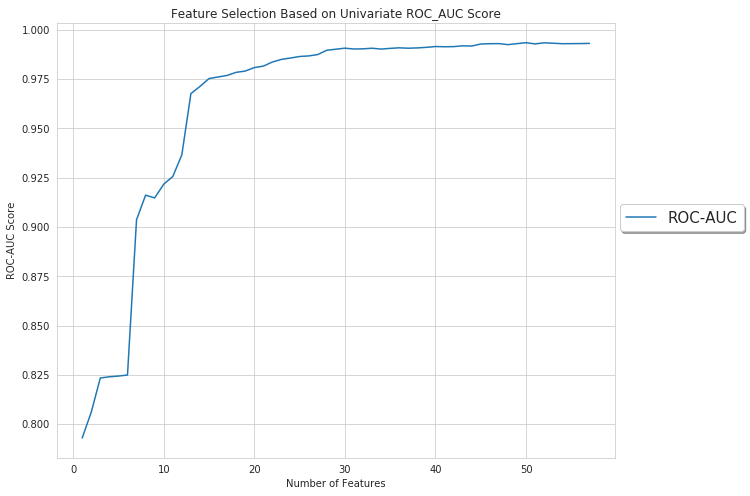 Feature Selection Based on Univariate ROC_AUC Score
1.000
0.975
0.950
0.925
0.900
0.875
0.850
0.825
0.800
ROC-AUC Score
ROC-AUC
0 10 20 30 40 50
Number of Features